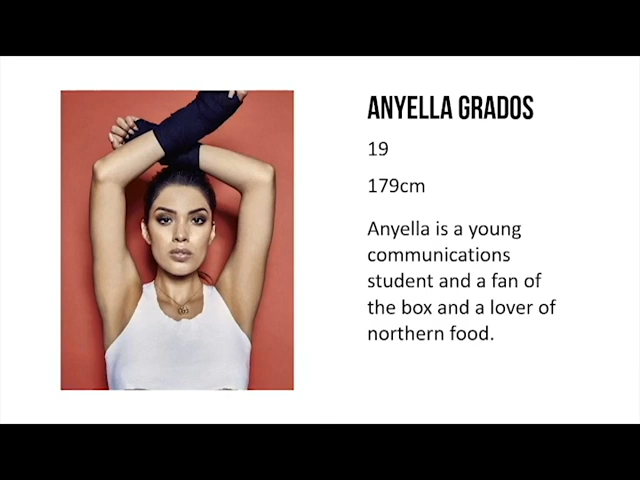 ANYELLA GRADOS
19
179cm
Anyella is a young
communications
student and a fan of
the box and a lover of
northern food.